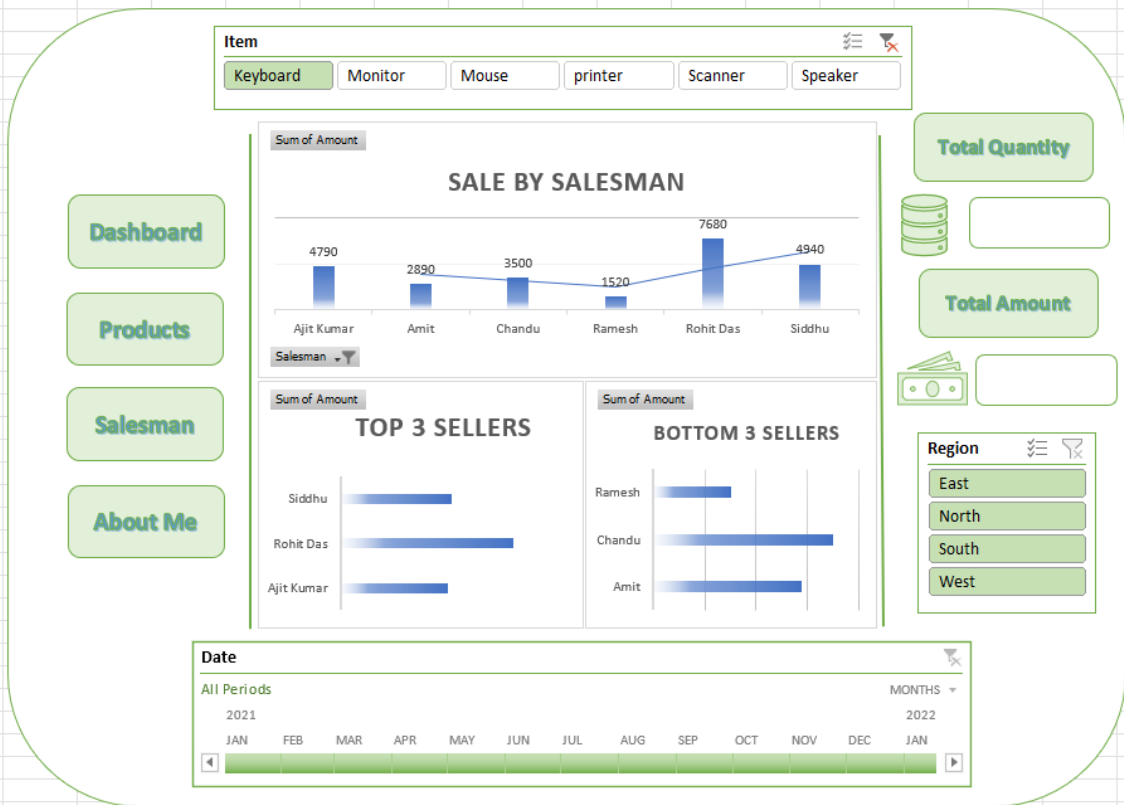 Item
Keyboard Monitor Mouse printer Scanner Speaker
Sum of Amount
SALE BY SALESMAN
4790 2890 3500 1520 7680 4940
Ajit Kumar Amit Chandu Ramesh Rohit Das Siddhu
Salesman
Dashboard
Products
Salesman
About Me
Sum of Amount
TOP 3 SELLERS
Siddhu
Rohit Das
Ajit Kumar
Sum of Amount
BOTTOM 3 SELLERS
Ramesh
Chandu
Amit
Total Quantity
Total Amount
Region
East
North
South
West
Date
All Periods MONTHS
2021 2022
JAN FEB MAR APR MAY JUN JUL AUG SEP OCT NOV DEC JAN